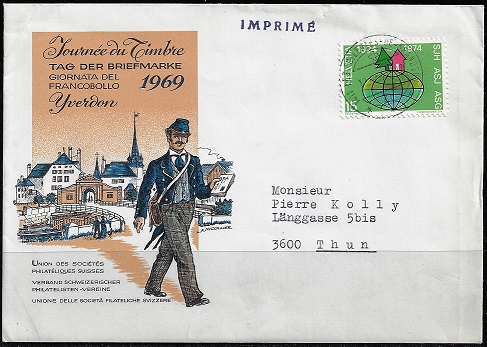 IMPRIMÉ
Journée du Timbre
TAG DER BRIEFMARKE
GIORNATA DEL
FRANCOBOLLO 1969
Yverdon
UNION DES SOCIÉTÉS
PHILATÉLIQUES SUISSES
VERBAND SCHWEIZERISCHER
PHILATELISTEN-VEREINE
UNIONE DELLE SOCIETÀ FILATELICHE SVIZZERE
HELVETIA
15
1924 1974
SJH ASJ ASG
Monsieur
Pierre Kolly
Länggasse 5bis
3600 Thun